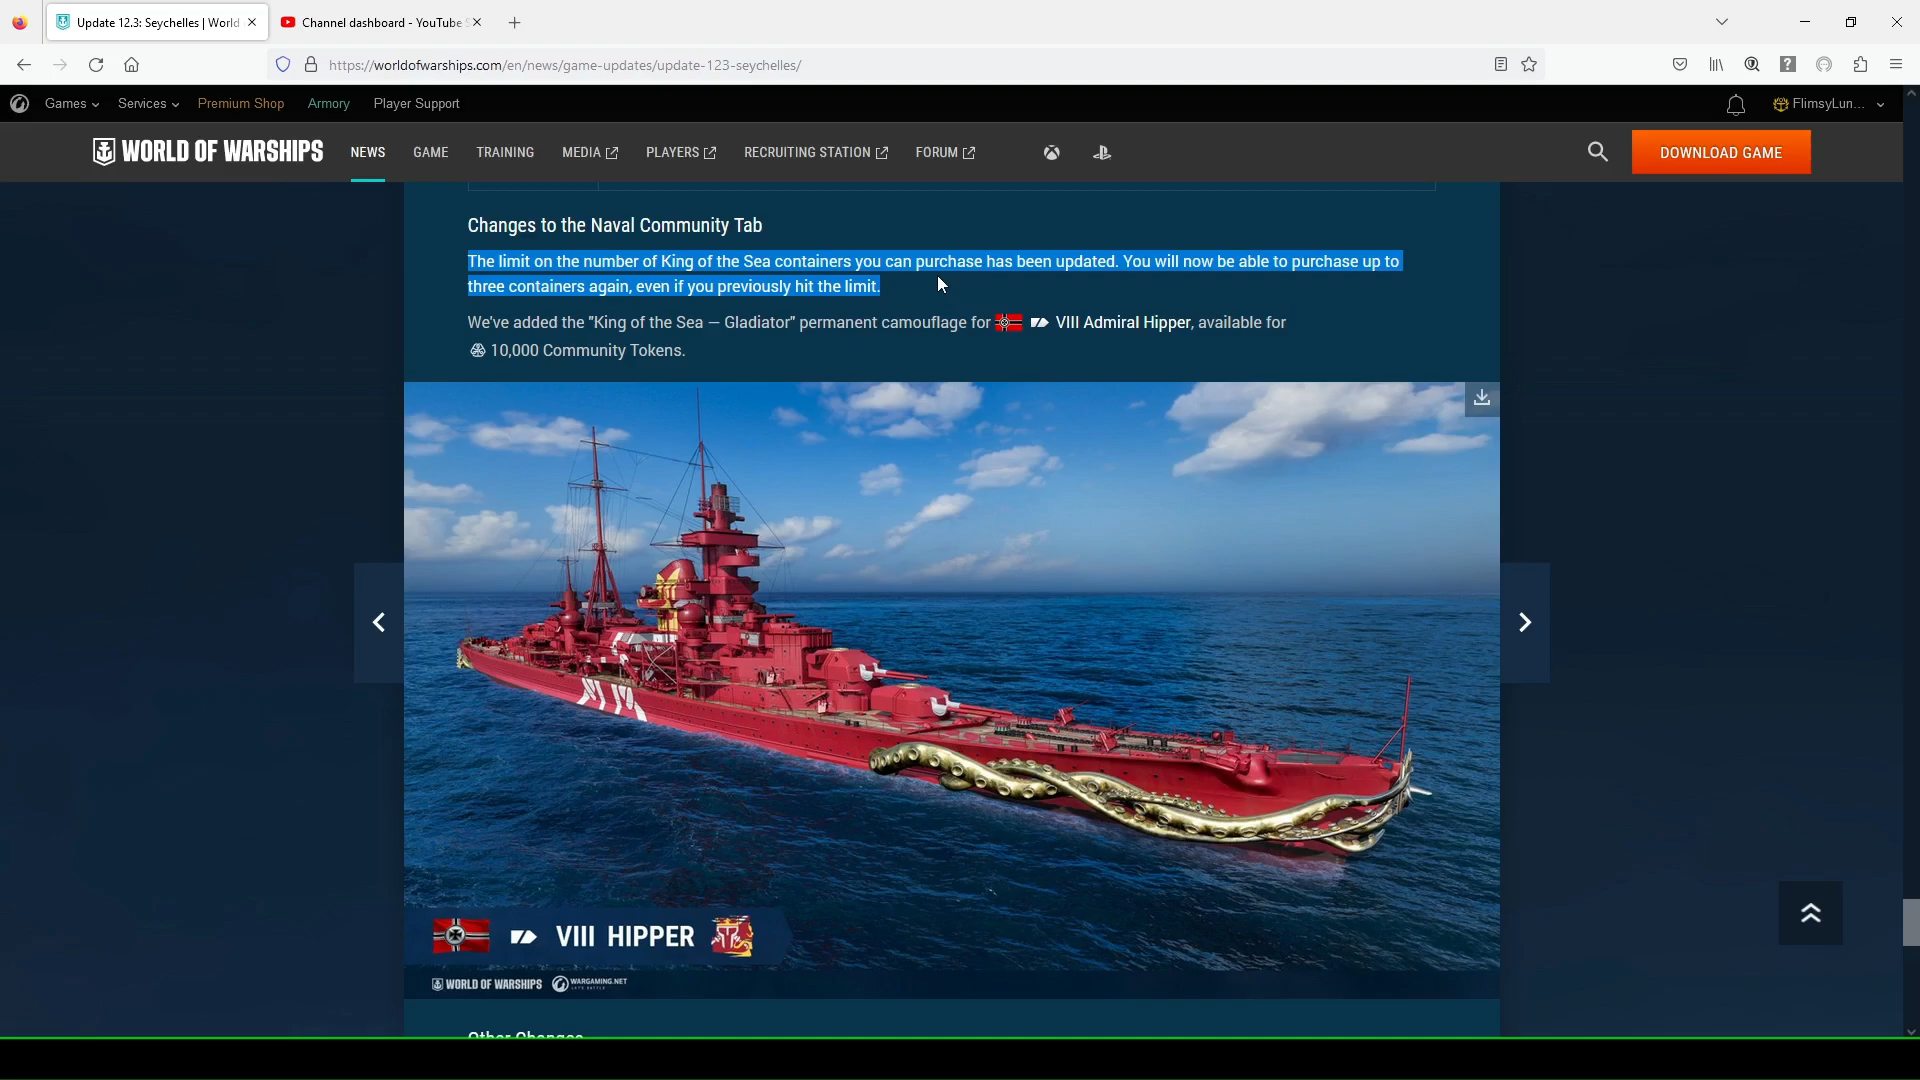 Update 12.3: Seychelles | World
Channel dashboard - YouTube
https://worldofwarships.com/en/news/game-updates/update-123-seychelles/
Games Services Premium Shop Armory Player Support
FlimsyLun...
WORLD OF WARSHIPS NEWS GAME TRAINING MEDIA PLAYERS RECRUITING STATION FORUM DOWNLOAD GAME
Changes to the Naval Community Tab
The limit on the number of King of the Sea containers you can purchase has been updated. You will now be able to purchase up to
three containers again, even if you previously hit the limit.
We've added the "King of the Sea — Gladiator" permanent camouflage for VIII Admiral Hipper, available for
10,000 Community Tokens.
VIII HIPPER
WORLD OF WARSHIPS WARGAMING.NET
LET'S BATTLE
Other Changes